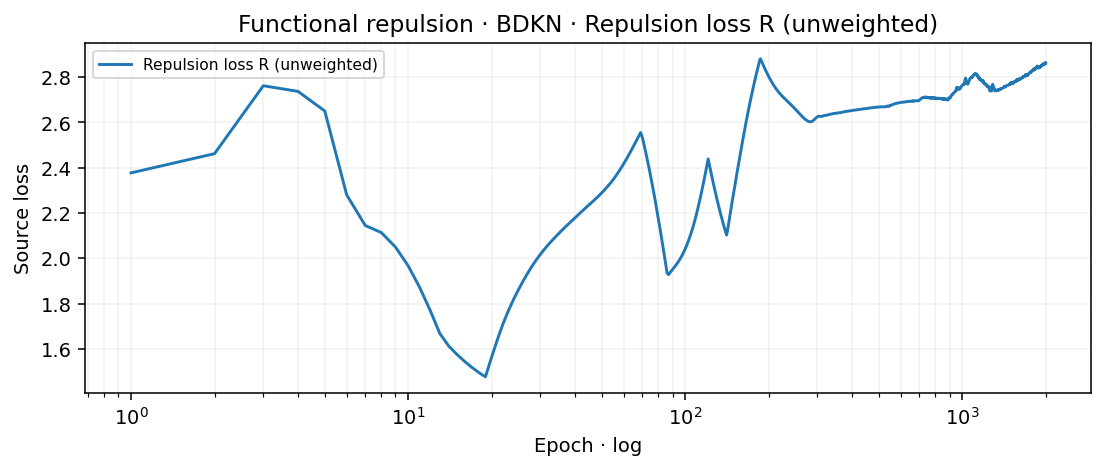 Functional repulsion · BDKN · Repulsion loss R (unweighted)
Repulsion loss R (unweighted)
Source loss
2.8
2.6
2.4
2.2
2.0
1.8
1.6
10⁰
10¹
10²
10³
Epoch · log